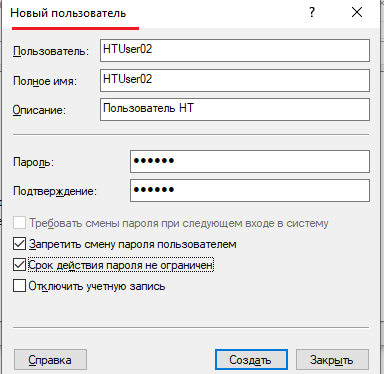 Новый пользователь ? ×
Пользователь: HTUser02
Полное имя: HTUser02
Описание: Пользователь HT
Пароль: ●●●●●●
Подтверждение: ●●●●●●
Требовать смены пароля при следующем входе в систему
Запретить смену пароля пользователем
Срок действия пароля не ограничен
Отключить учетную запись
Справка Создать Закрыть